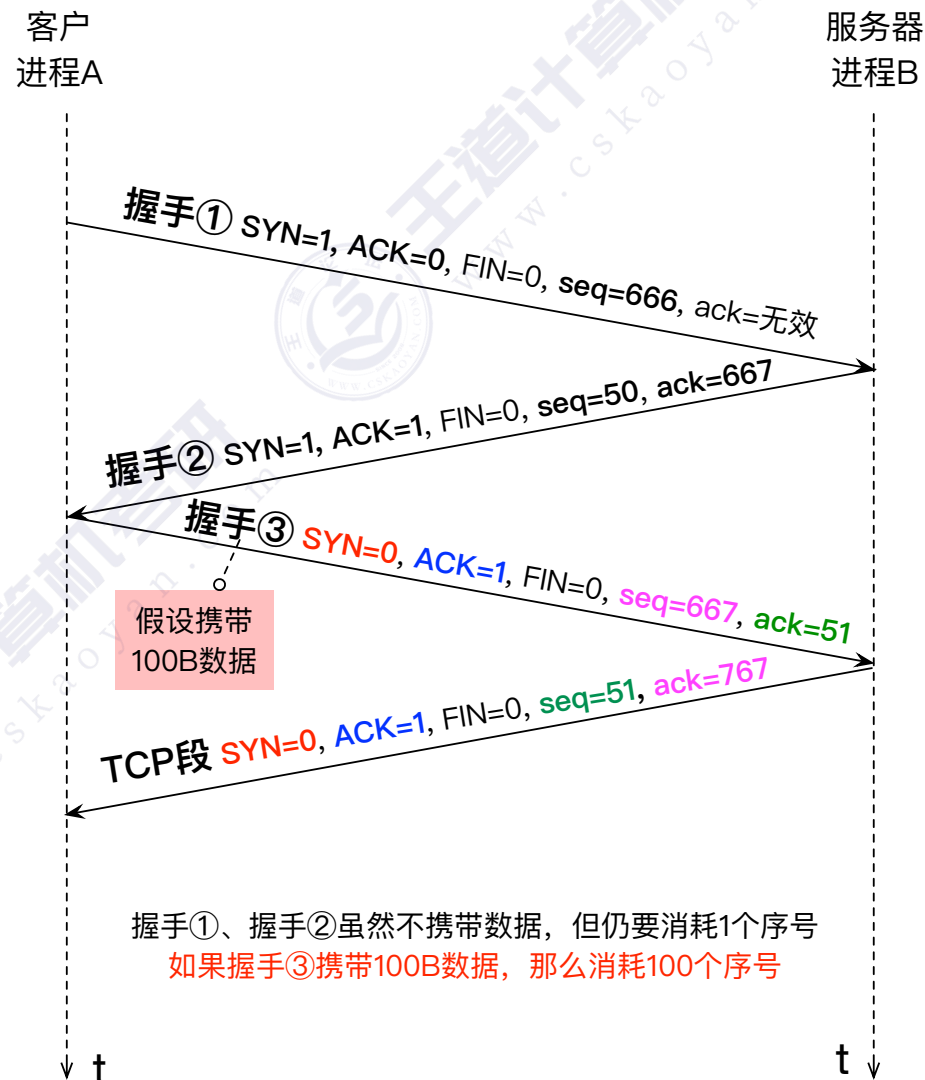 客户
进程A
服务器
进程B
握手① SYN=1, ACK=0, FIN=0, seq=666, ack=无效
握手② SYN=1, ACK=1, FIN=0, seq=50, ack=667
握手③ SYN=0, ACK=1, FIN=0, seq=667, ack=51
假设携带
100B数据
TCP段 SYN=0, ACK=1, FIN=0, seq=51, ack=767
握手①、握手②虽然不携带数据，但仍要消耗1个序号
如果握手③携带100B数据，那么消耗100个序号
t
t